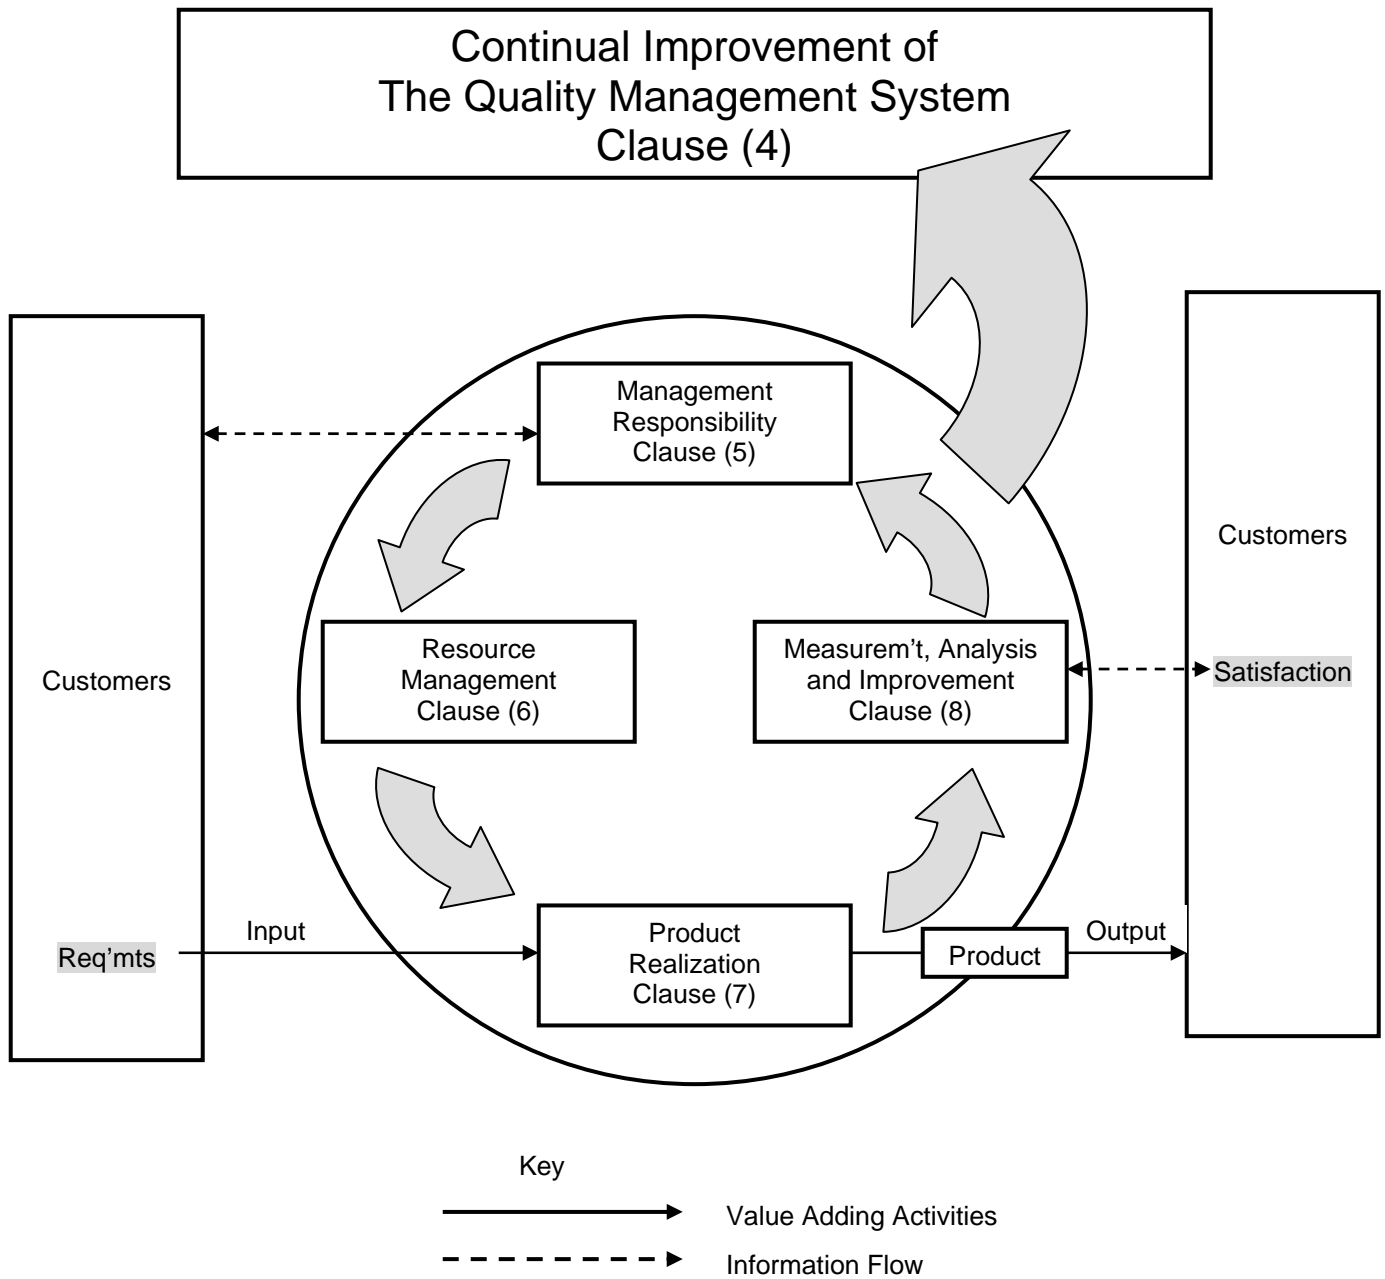 Continual Improvement of
The Quality Management System
Clause (4)
Management
Responsibility
Clause (5)
Customers
Resource
Management
Clause (6)
Measurem't, Analysis
and Improvement
Clause (8)
Satisfaction
Customers
Req'mts
Input
Product
Realization
Clause (7)
Product
Output
Key
Value Adding Activities
Information Flow